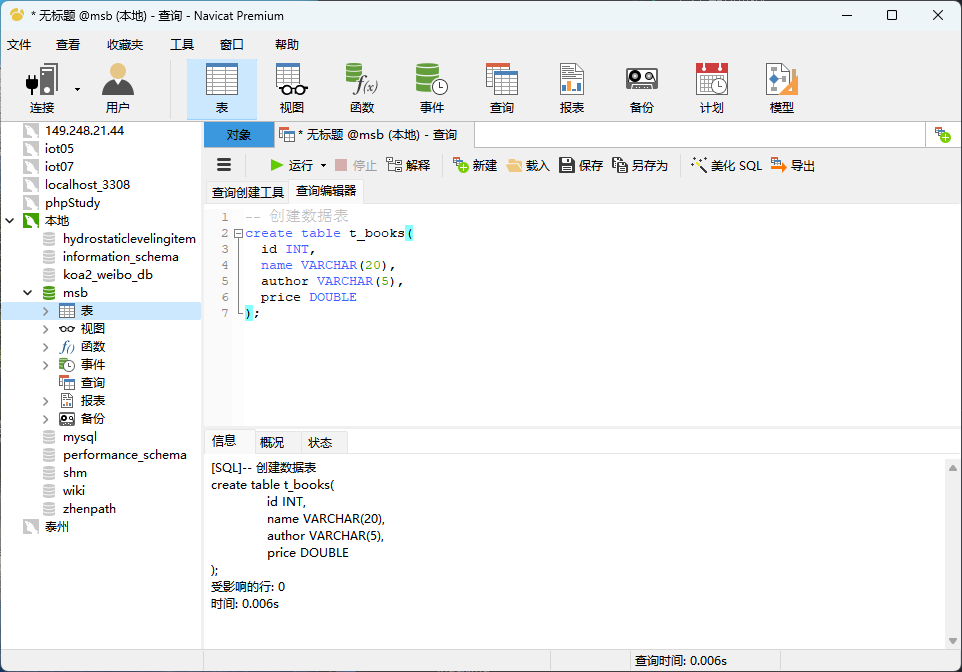 * 无标题 @msb (本地) - 查询 - Navicat Premium
文件 查看 收藏夹 工具 窗口 帮助
连接 用户 表 视图 函数 事件 查询 报表 备份 计划 模型
149.248.21.44
iot05
iot07
localhost_3308
phpStudy
本地
hydrostaticlevelingitem
information_schema
koa2_weibo_db
msb
表
视图
函数
事件
查询
报表
备份
mysql
performance_schema
shm
wiki
zhenpath
泰州
对象 * 无标题 @msb (本地) - 查询
运行 停止 解释 新建 载入 保存 另存为 美化 SQL 导出
查询创建工具 查询编辑器
1 -- 创建数据表
2 create table t_books(
3 id INT,
4 name VARCHAR(20),
5 author VARCHAR(5),
6 price DOUBLE
7 );
信息 概况 状态
[SQL]-- 创建数据表
create table t_books(
id INT,
name VARCHAR(20),
author VARCHAR(5),
price DOUBLE
);
受影响的行: 0
时间: 0.006s
查询时间: 0.006s